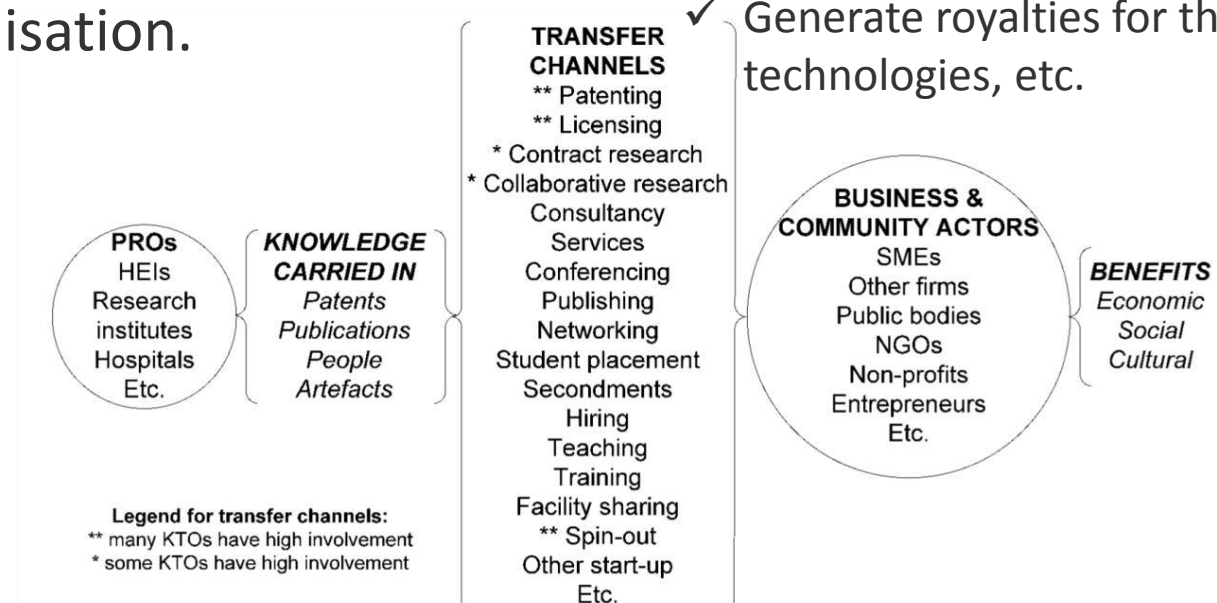 isation.
✓ Generate royalties for th
technologies, etc.
PROs
HEIs
Research
institutes
Hospitals
Etc.
KNOWLEDGE
CARRIED IN
Patents
Publications
People
Artefacts
TRANSFER
CHANNELS
** Patenting
** Licensing
* Contract research
* Collaborative research
Consultancy
Services
Conferencing
Publishing
Networking
Student placement
Secondments
Hiring
Teaching
Training
Facility sharing
** Spin-out
Other start-up
Etc.
BUSINESS &
COMMUNITY ACTORS
SMEs
Other firms
Public bodies
NGOs
Non-profits
Entrepreneurs
Etc.
BENEFITS
Economic
Social
Cultural
Legend for transfer channels:
** many KTOs have high involvement
* some KTOs have high involvement